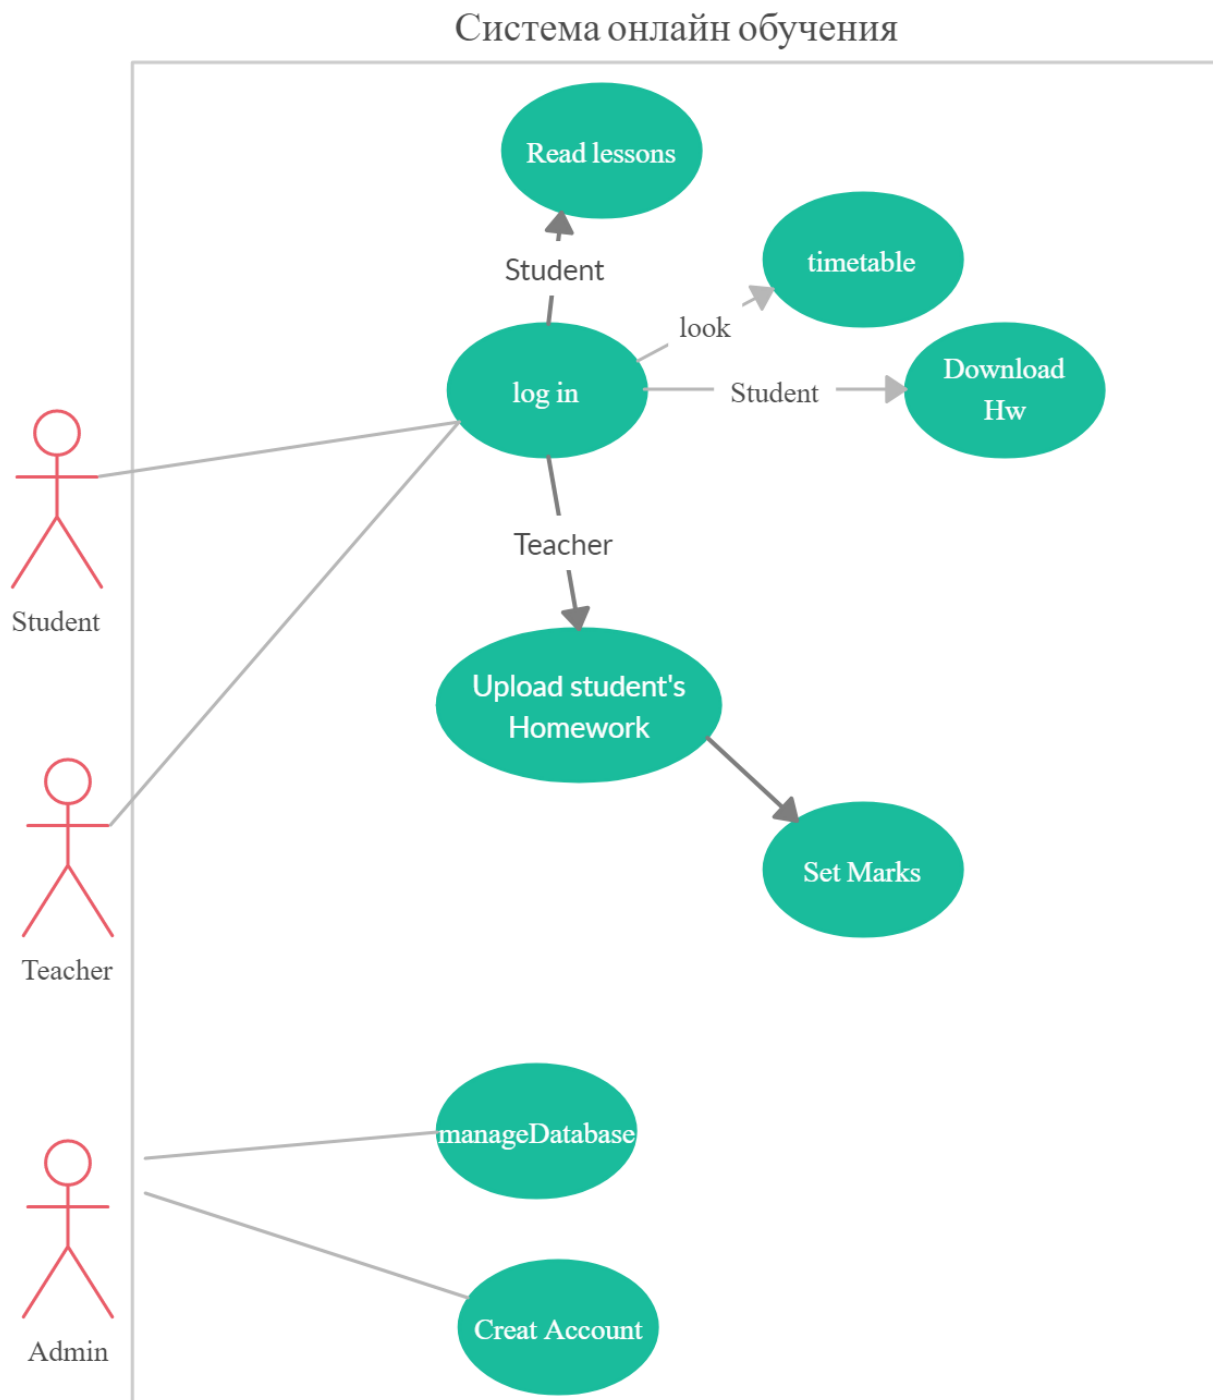 Система онлайн обучения
Read lessons
Student
timetable
look
log in
Student
Download
Hw
Teacher
Student
Upload student's
Homework
Set Marks
Teacher
manageDatabase
Creat Account
Admin